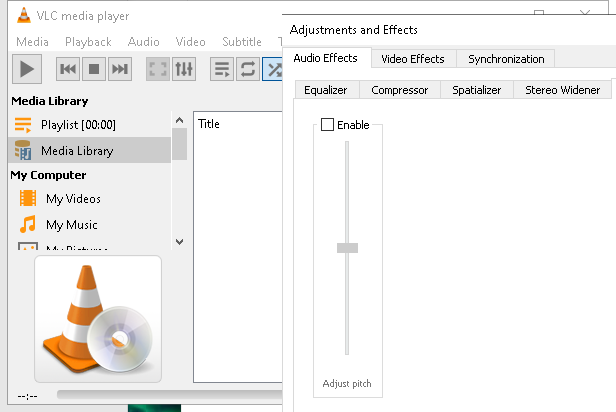 VLC media player
Media Playback Audio Video Subtitle
Media Library
Playlist [00:00]
Media Library
My Computer
My Videos
My Music
My Pictures
Title
--:--
Adjustments and Effects
Audio Effects Video Effects Synchronization
Equalizer Compressor Spatializer Stereo Widener
Enable
Adjust pitch